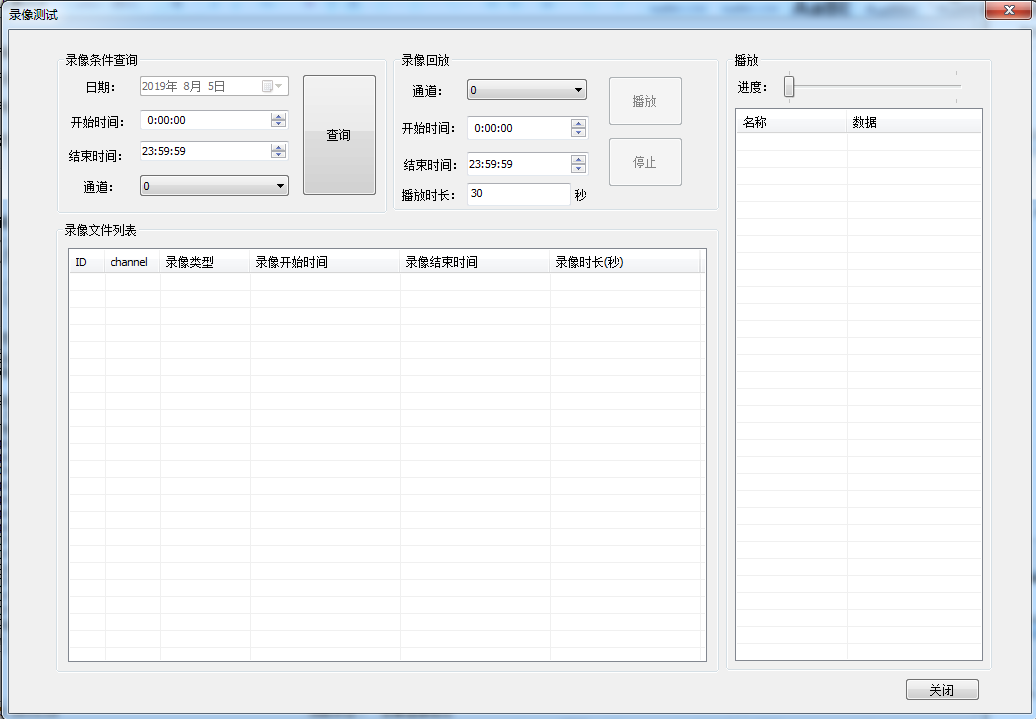 录像测试
录像条件查询
日期：
2019年 8月 5日
开始时间：
0:00:00
结束时间：
23:59:59
通道：
0
查询
录像回放
通道：
0
开始时间：
0:00:00
结束时间：
23:59:59
播放时长：
30
秒
播放
停止
播放
进度：
名称
数据
录像文件列表
ID
channel
录像类型
录像开始时间
录像结束时间
录像时长(秒)
关闭